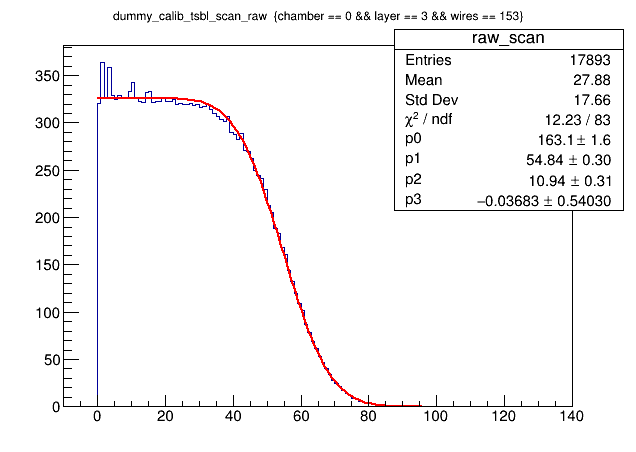 dummy_calib_tsbl_scan_raw {chamber == 0 && layer == 3 && wires == 153}
raw_scan
Entries 17893
Mean 27.88
Std Dev 17.66
χ² / ndf 12.23 / 83
p0 163.1 ± 1.6
p1 54.84 ± 0.30
p2 10.94 ± 0.31
p3 −0.03683 ± 0.54030
350
300
250
200
150
100
50
0
0 20 40 60 80 100 120 140